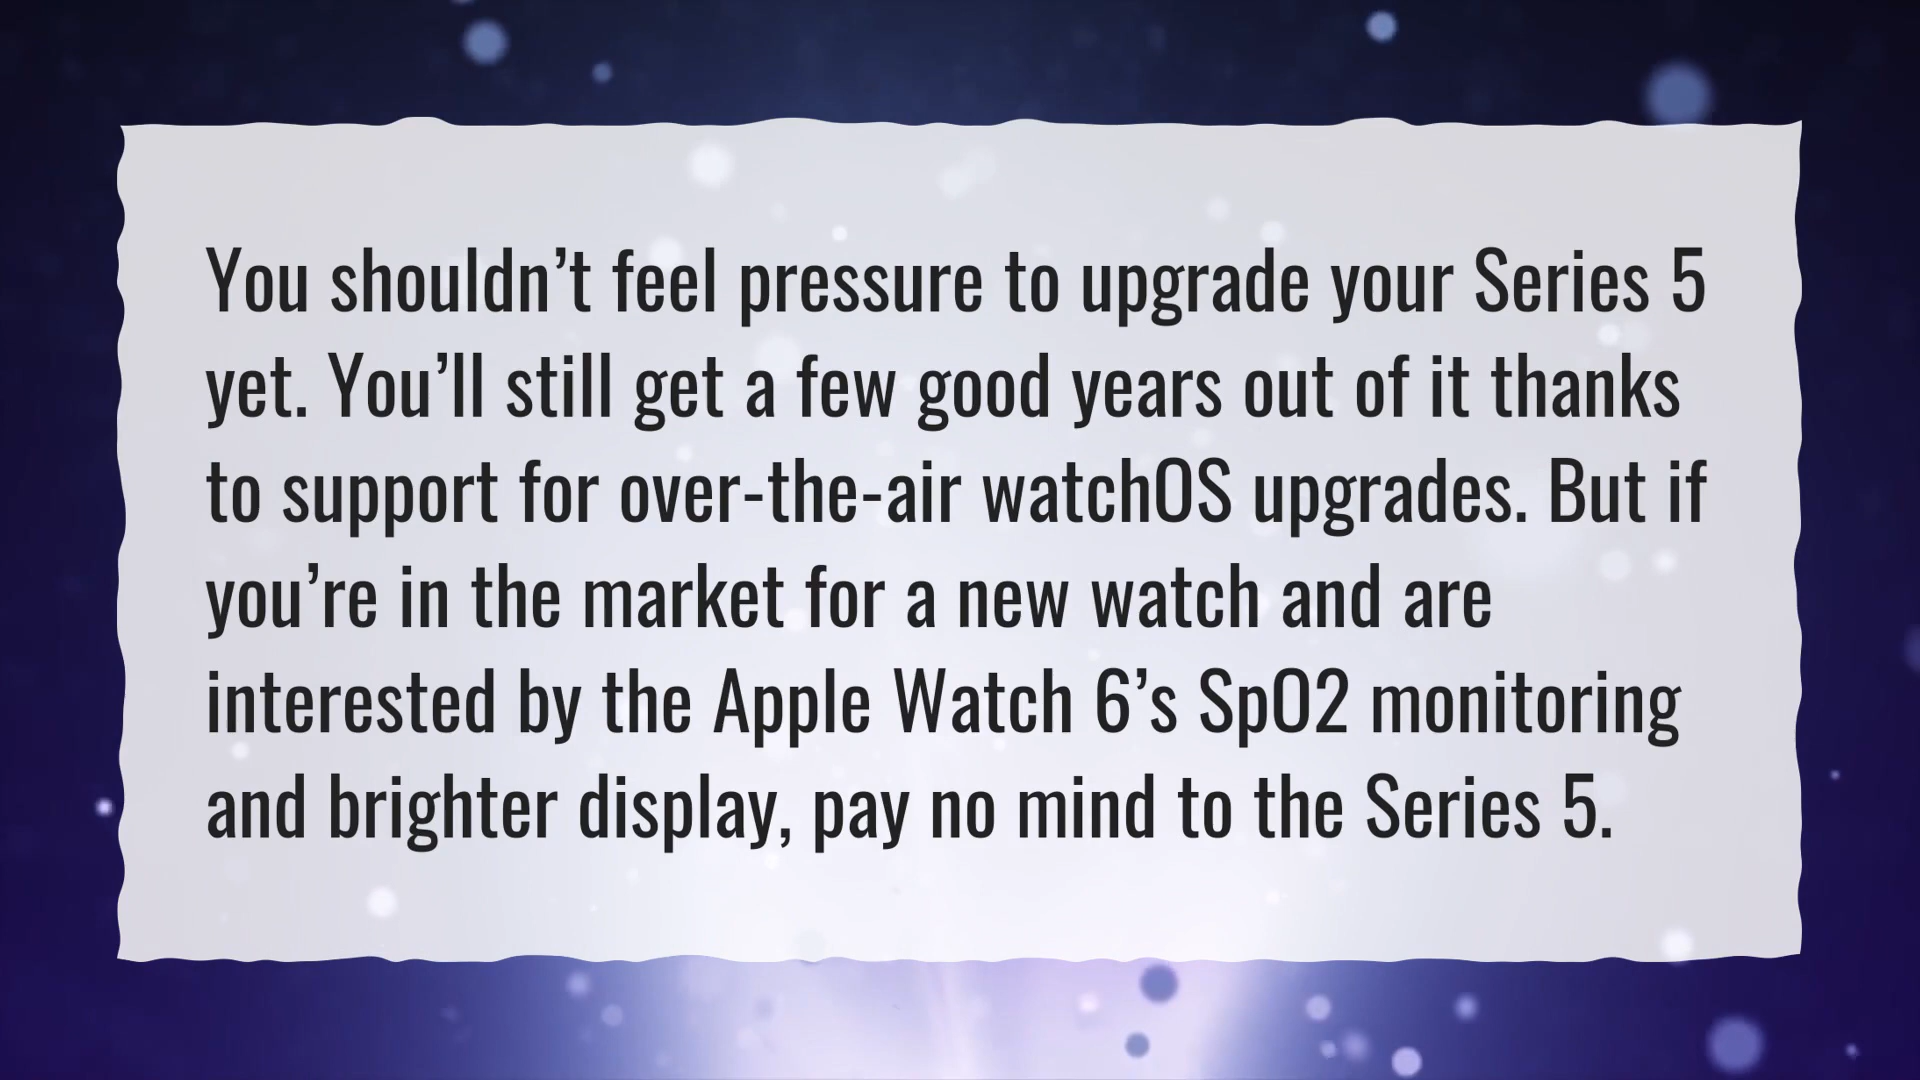 You shouldn’t feel pressure to upgrade your Series 5
yet. You’ll still get a few good years out of it thanks
to support for over-the-air watchOS upgrades. But if
you’re in the market for a new watch and are
interested by the Apple Watch 6’s SpO2 monitoring
and brighter display, pay no mind to the Series 5.